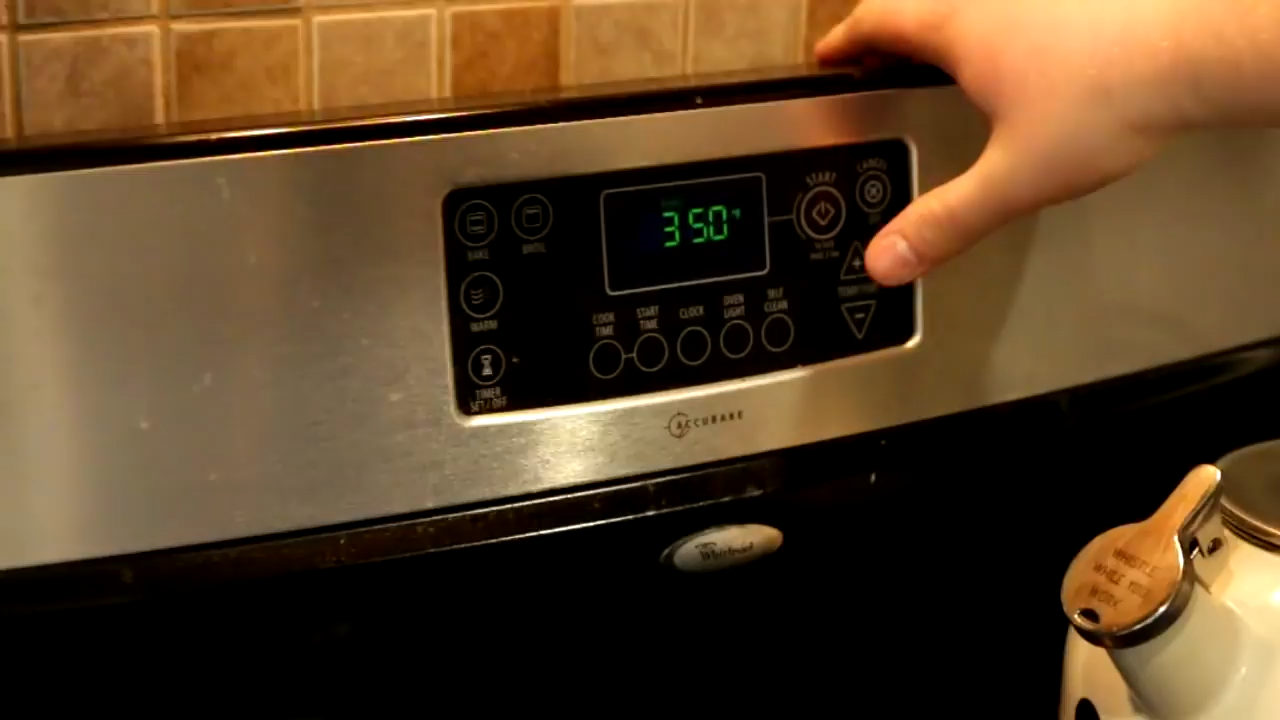 BAKE
BROIL
WARM
TIMER
SET/OFF
350°F
COOK
TIME
START
TIME
CLOCK
OVEN
LIGHT
SELF
CLEAN
START
CANCEL
+
-
ACCUBAKE
Whirlpool
WHISTLE
WHILE YOU
WORK